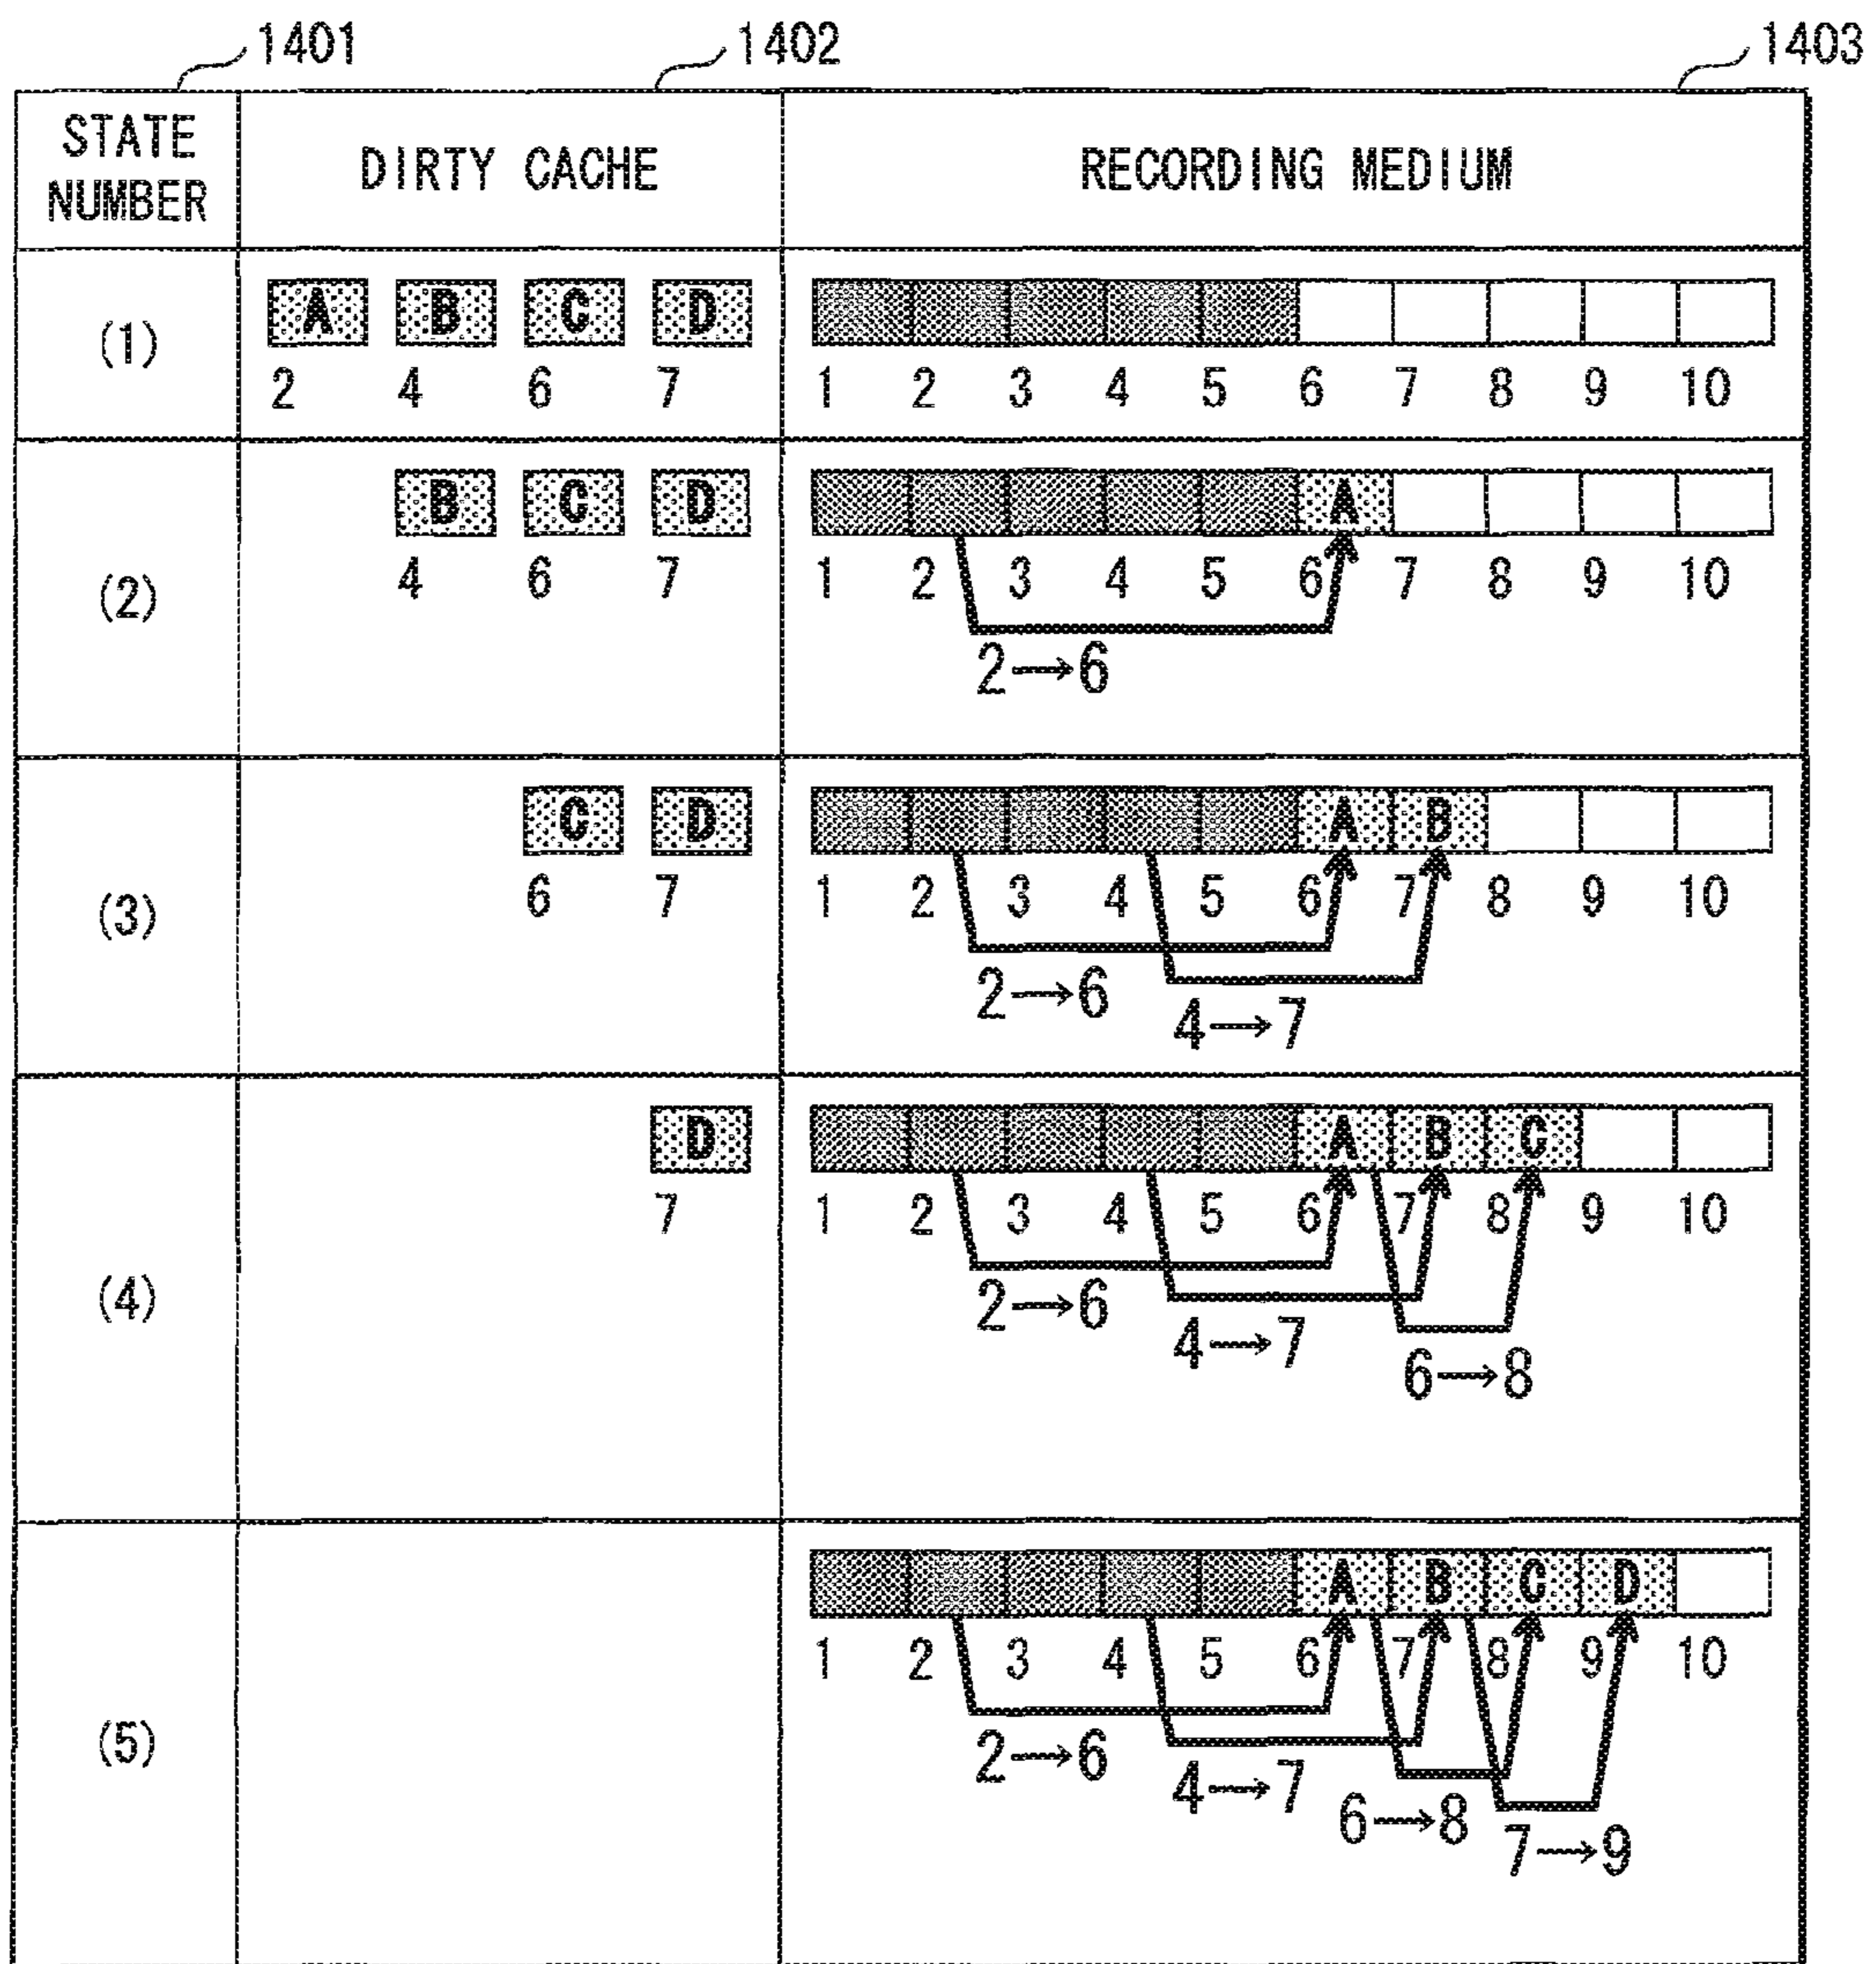 1401 1402 1403
STATE NUMBER DIRTY CACHE RECORDING MEDIUM
(1)
A B C D
2 4 6 7 1 2 3 4 5 6 7 8 9 10
(2)
B C D A
4 6 7 1 2 3 4 5 6 7 8 9 10
2→6
(3)
C D A B
6 7 1 2 3 4 5 6 7 8 9 10
2→6
4→7
(4)
D A B C
7 1 2 3 4 5 6 7 8 9 10
2→6
4→7
6→8
(5)
A B C D
1 2 3 4 5 6 7 8 9 10
2→6
4→7
6→8
7→9